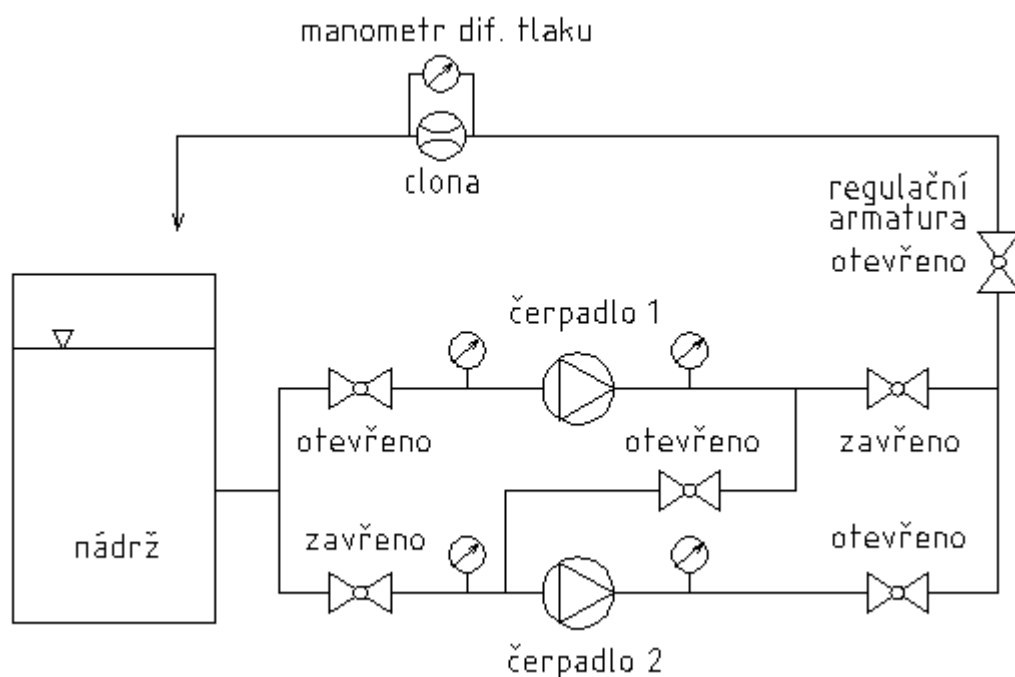 manometr dif. tlaku
clona
regulační
armatura
otevřeno
čerpadlo 1
otevřeno
otevřeno
zavřeno
nádrž
zavřeno
otevřeno
čerpadlo 2